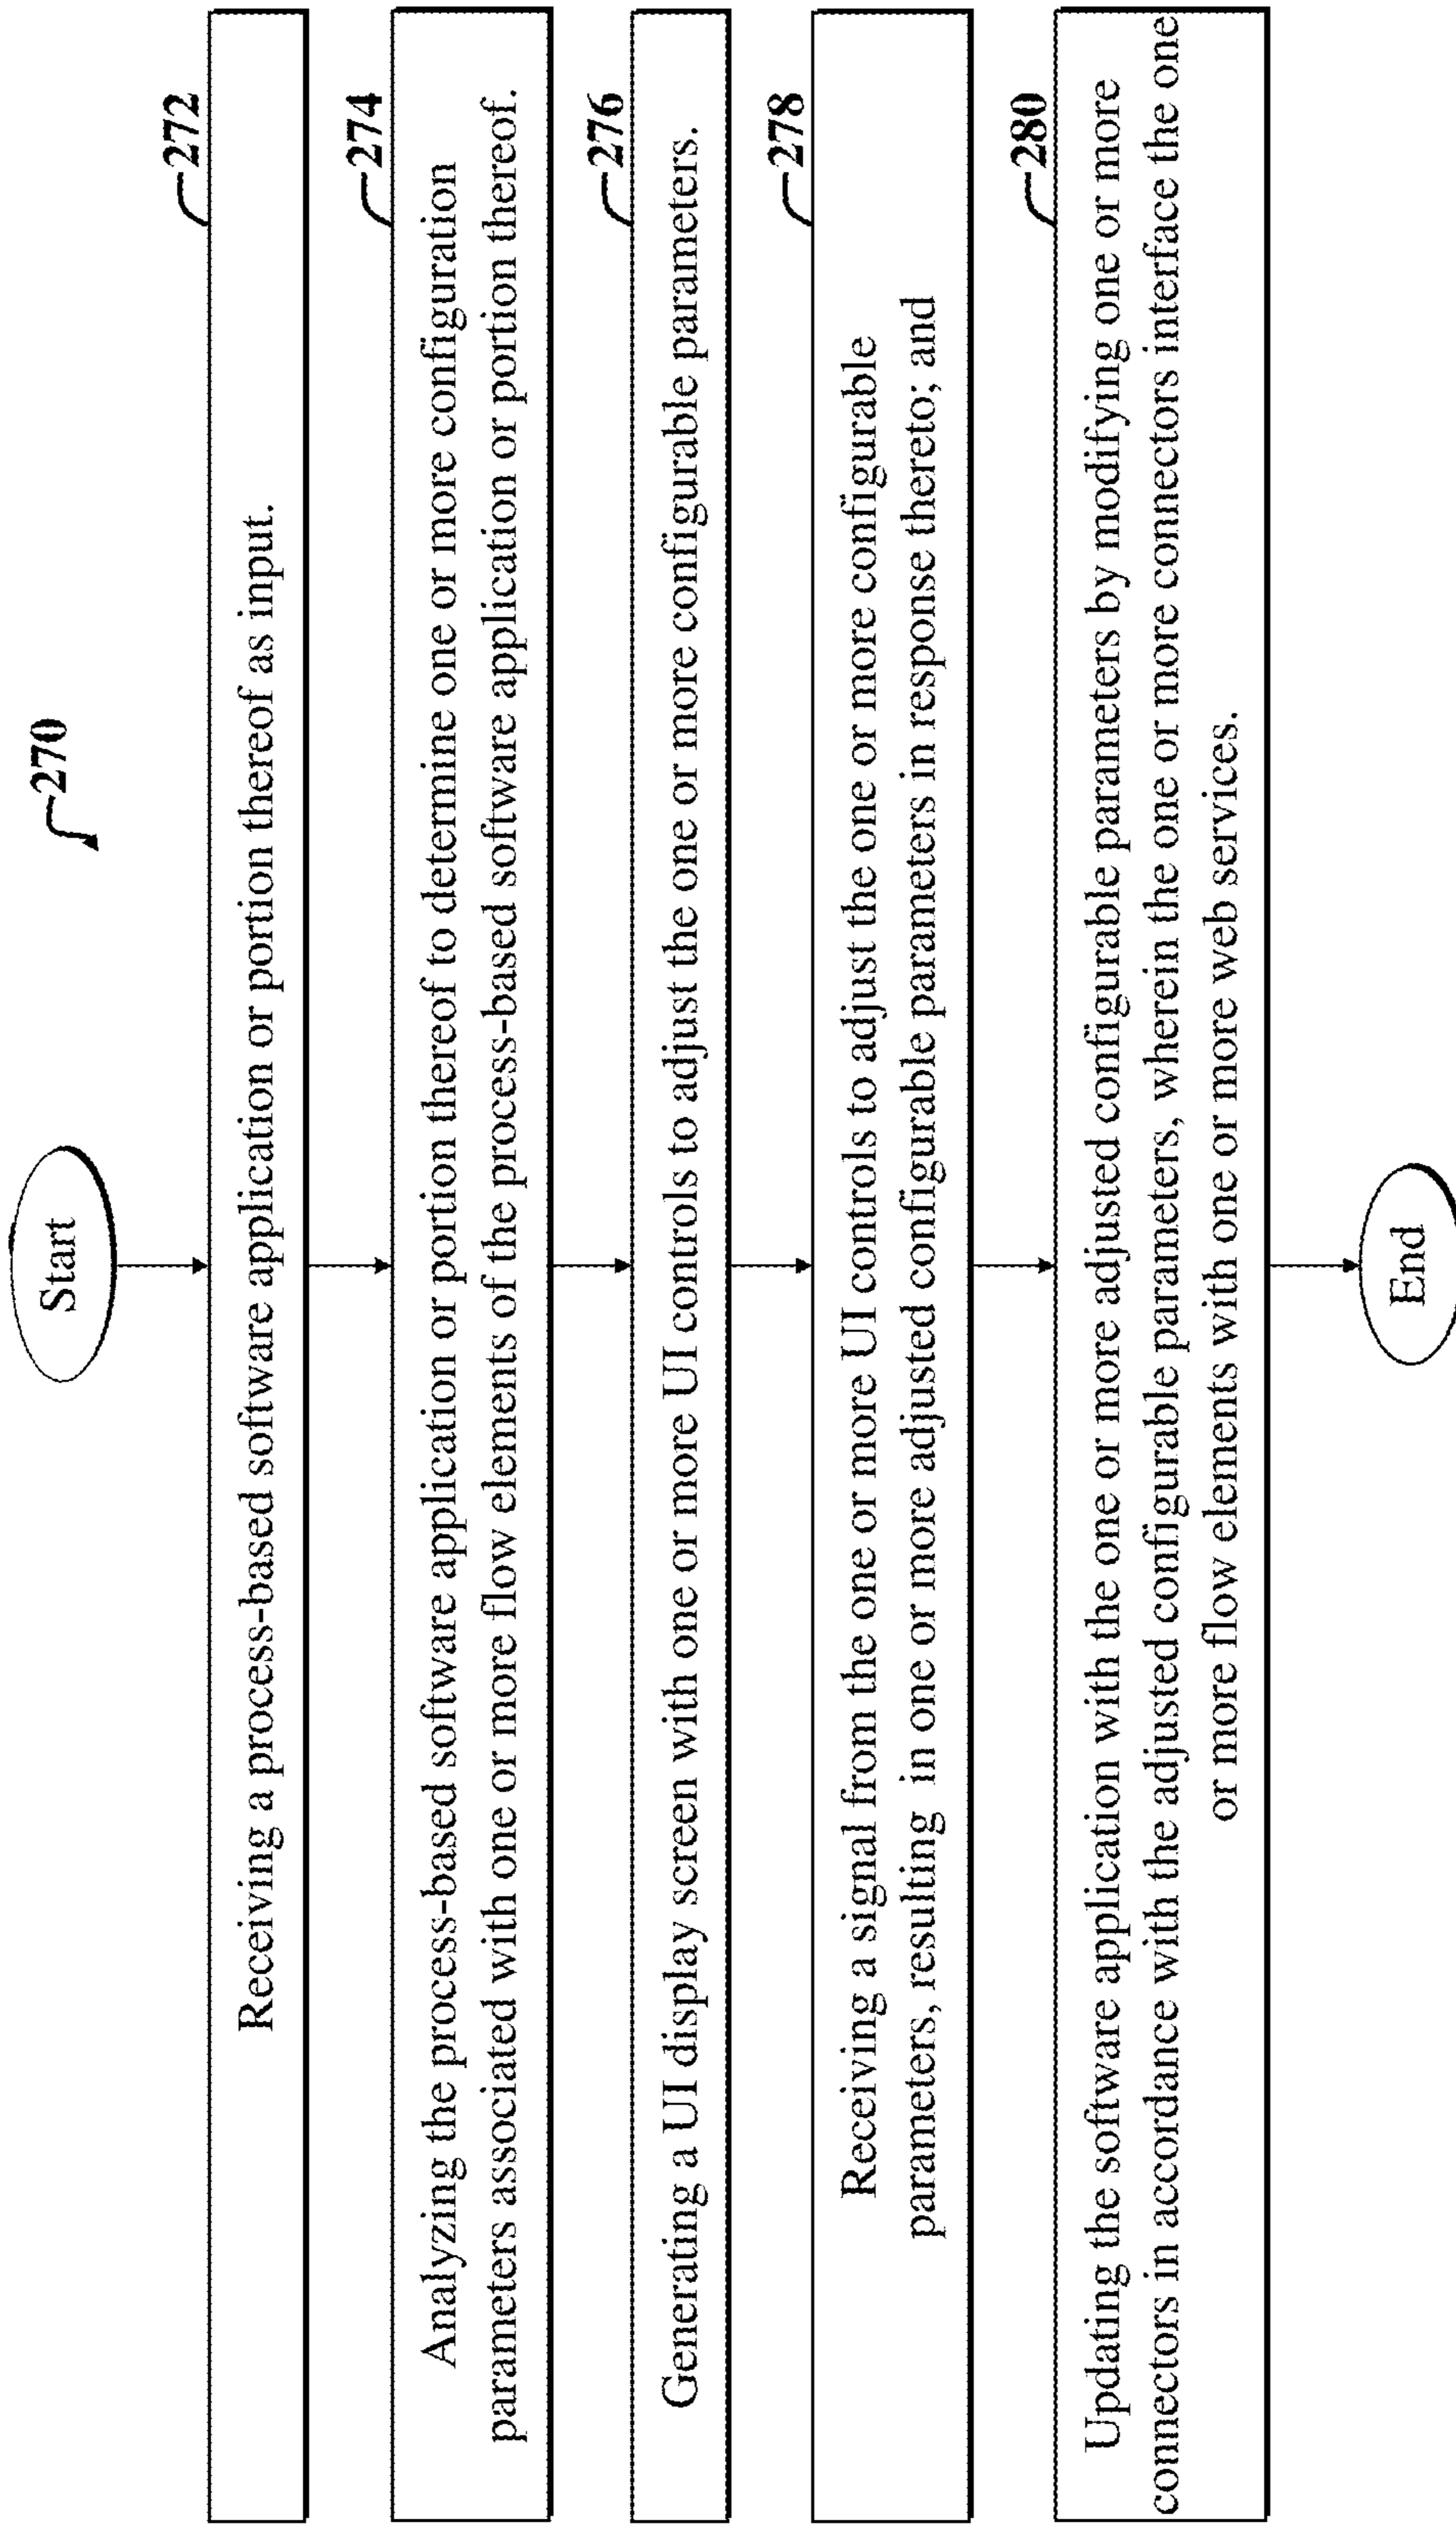 270
Start
272
Receiving a process-based software application or portion thereof as input.
274
Analyzing the process-based software application or portion thereof to determine one or more configuration
parameters associated with one or more flow elements of the process-based software application or portion thereof.
276
Generating a UI display screen with one or more UI controls to adjust the one or more configurable parameters.
278
Receiving a signal from the one or more UI controls to adjust the one or more configurable
parameters, resulting in one or more adjusted configurable parameters in response thereto; and
280
Updating the software application with the one or more adjusted configurable parameters by modifying one or more
connectors in accordance with the adjusted configurable parameters, wherein the one or more connectors interface the one
or more flow elements with one or more web services.
End